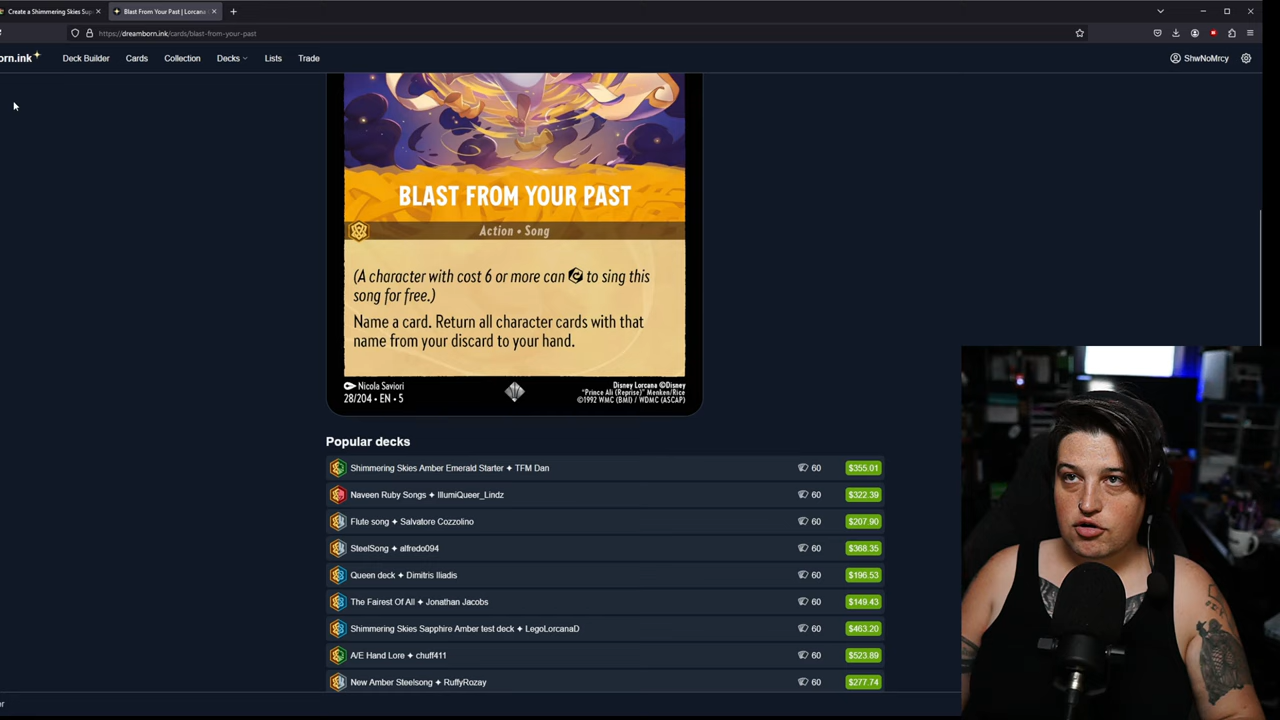 Create a Shimmering Skies Sup
Blast From Your Past | Lorcana
https://dreamborn.ink/cards/blast-from-your-past
orn.ink
Deck Builder
Cards
Collection
Decks
Lists
Trade
ShwNoMrcy
BLAST FROM YOUR PAST
Action • Song
(A character with cost 6 or more can to sing this
song for free.)
Name a card. Return all character cards with that
name from your discard to your hand.
Nicola Saviori
28/204 • EN • 5
Disney Lorcana ©Disney
"Prince Ali (Reprise)" Menken/Rice
©1992 WMC (BMI) / WDMC (ASCAP)
Popular decks
Shimmering Skies Amber Emerald Starter ✦ TFM Dan 60 $355.01
Naveen Ruby Songs ✦ IllumiQueer_Lindz 60 $322.39
Flute song ✦ Salvatore Cozzolino 60 $207.90
SteelSong ✦ alfredo094 60 $368.35
Queen deck ✦ Dimitris Iliadis 60 $196.53
The Fairest Of All ✦ Jonathan Jacobs 60 $149.43
Shimmering Skies Sapphire Amber test deck ✦ LegoLorcanaD 60 $463.20
A/E Hand Lore ✦ chuff411 60 $523.89
New Amber Steelsong ✦ RuffyRozay 60 $277.74